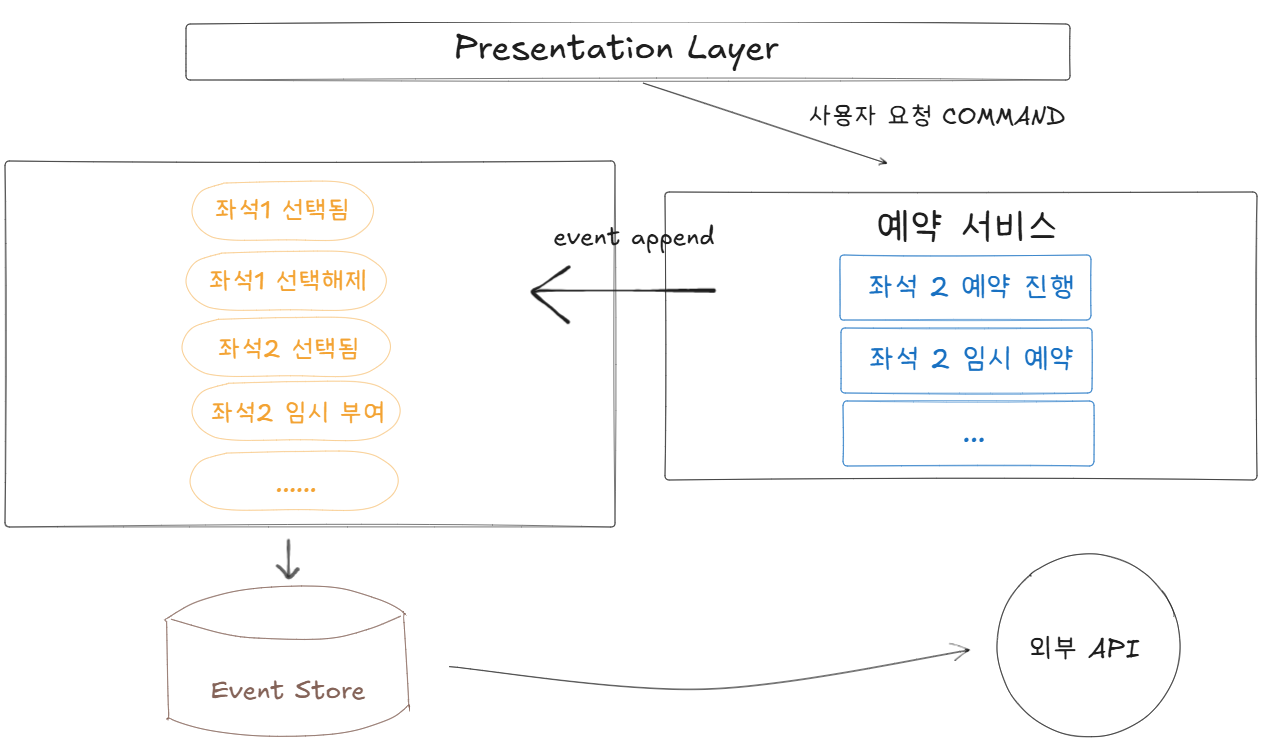 Presentation Layer
사용자 요청 COMMAND
좌석1 선택됨
좌석1 선택해제
좌석2 선택됨
좌석2 임시 부여
......
event append
예약 서비스
좌석 2 예약 진행
좌석 2 임시 예약
...
Event Store
외부 API